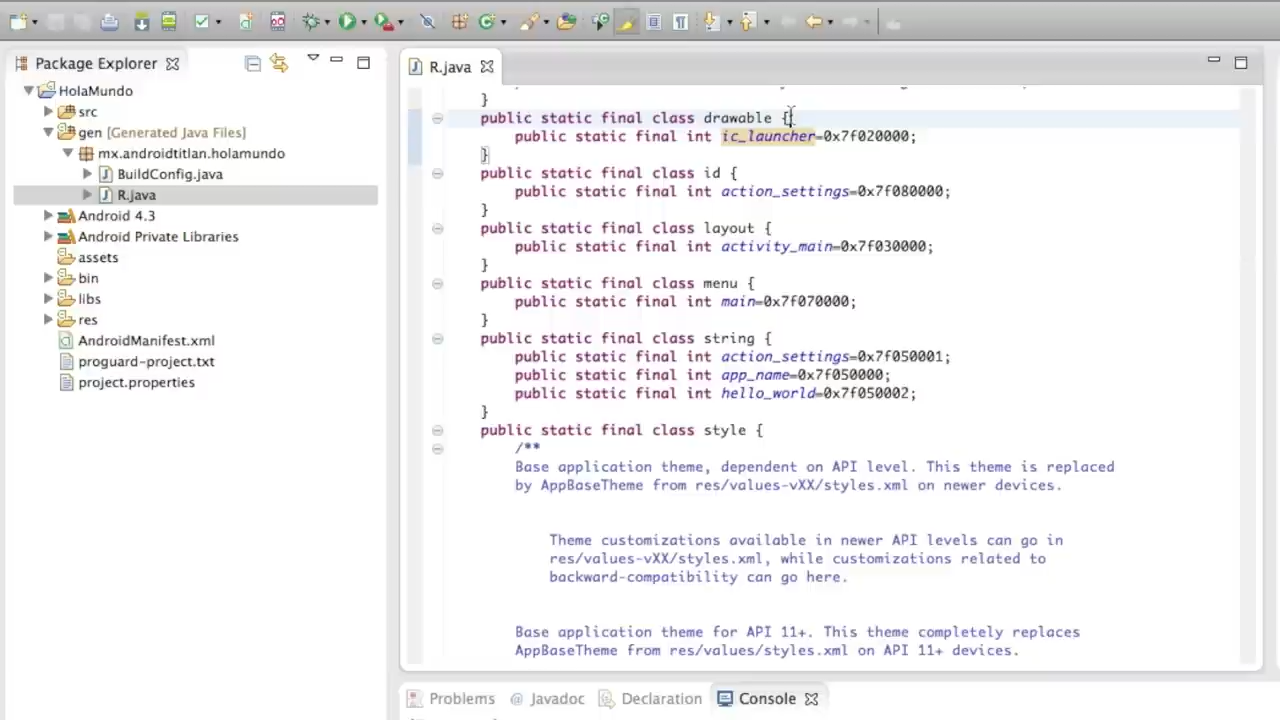 Package Explorer
HolaMundo
src
gen [Generated Java Files]
mx.androidtitlan.holamundo
BuildConfig.java
R.java
Android 4.3
Android Private Libraries
assets
bin
libs
res
AndroidManifest.xml
proguard-project.txt
project.properties
R.java
}
public static final class drawable {
public static final int ic_launcher=0x7f020000;
}
public static final class id {
public static final int action_settings=0x7f080000;
}
public static final class layout {
public static final int activity_main=0x7f030000;
}
public static final class menu {
public static final int main=0x7f070000;
}
public static final class string {
public static final int action_settings=0x7f050001;
public static final int app_name=0x7f050000;
public static final int hello_world=0x7f050002;
}
public static final class style {
/**
Base application theme, dependent on API level. This theme is replaced
by AppBaseTheme from res/values-vXX/styles.xml on newer devices.
Theme customizations available in newer API levels can go in
res/values-vXX/styles.xml, while customizations related to
backward-compatibility can go here.
Base application theme for API 11+. This theme completely replaces
AppBaseTheme from res/values/styles.xml on API 11+ devices.
Problems
@ Javadoc
Declaration
Console